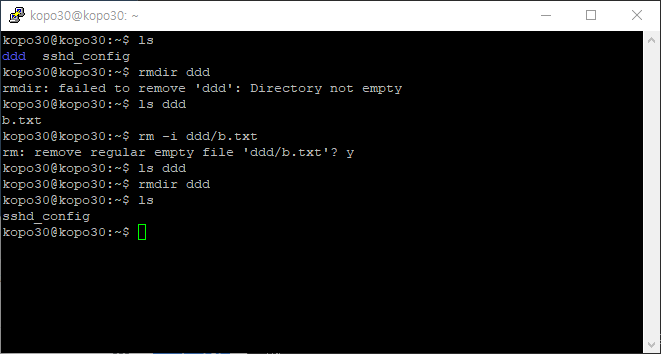 kopo30@kopo30: ~
kopo30@kopo30:~$ ls
ddd  sshd_config
kopo30@kopo30:~$ rmdir ddd
rmdir: failed to remove 'ddd': Directory not empty
kopo30@kopo30:~$ ls ddd
b.txt
kopo30@kopo30:~$ rm -i ddd/b.txt
rm: remove regular empty file 'ddd/b.txt'? y
kopo30@kopo30:~$ ls ddd
kopo30@kopo30:~$ rmdir ddd
kopo30@kopo30:~$ ls
sshd_config
kopo30@kopo30:~$